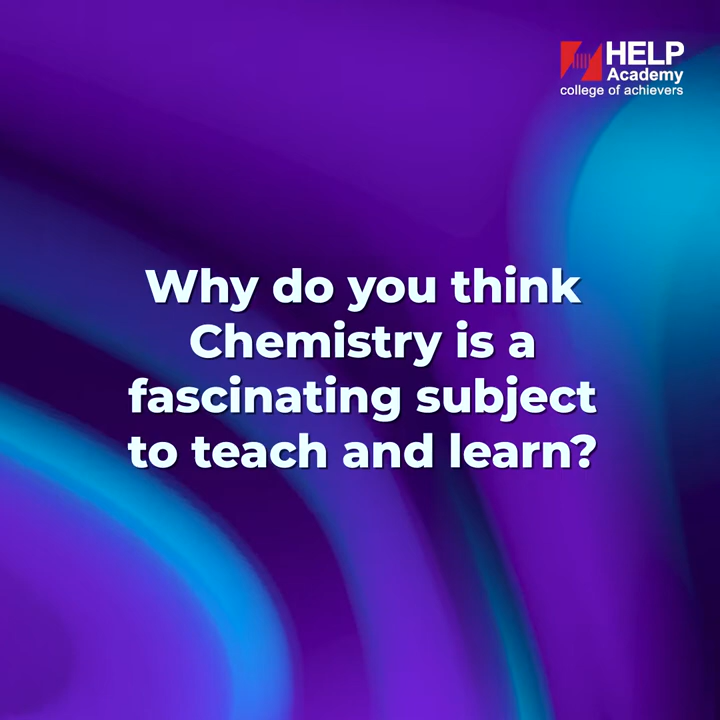 HELP
Academy
college of achievers
Why do you think
Chemistry is a
fascinating subject
to teach and learn?